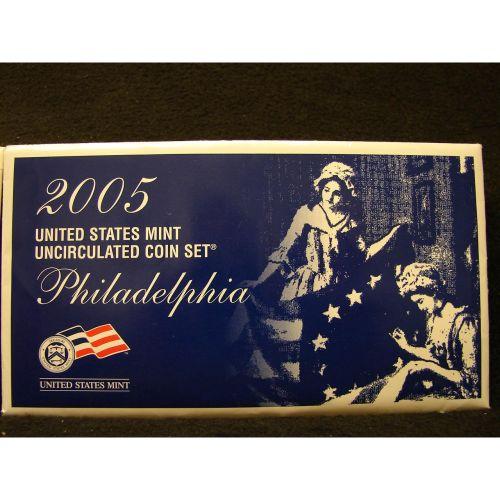 2005
UNITED STATES MINT
UNCIRCULATED COIN SET®
Philadelphia
UNITED STATES MINT